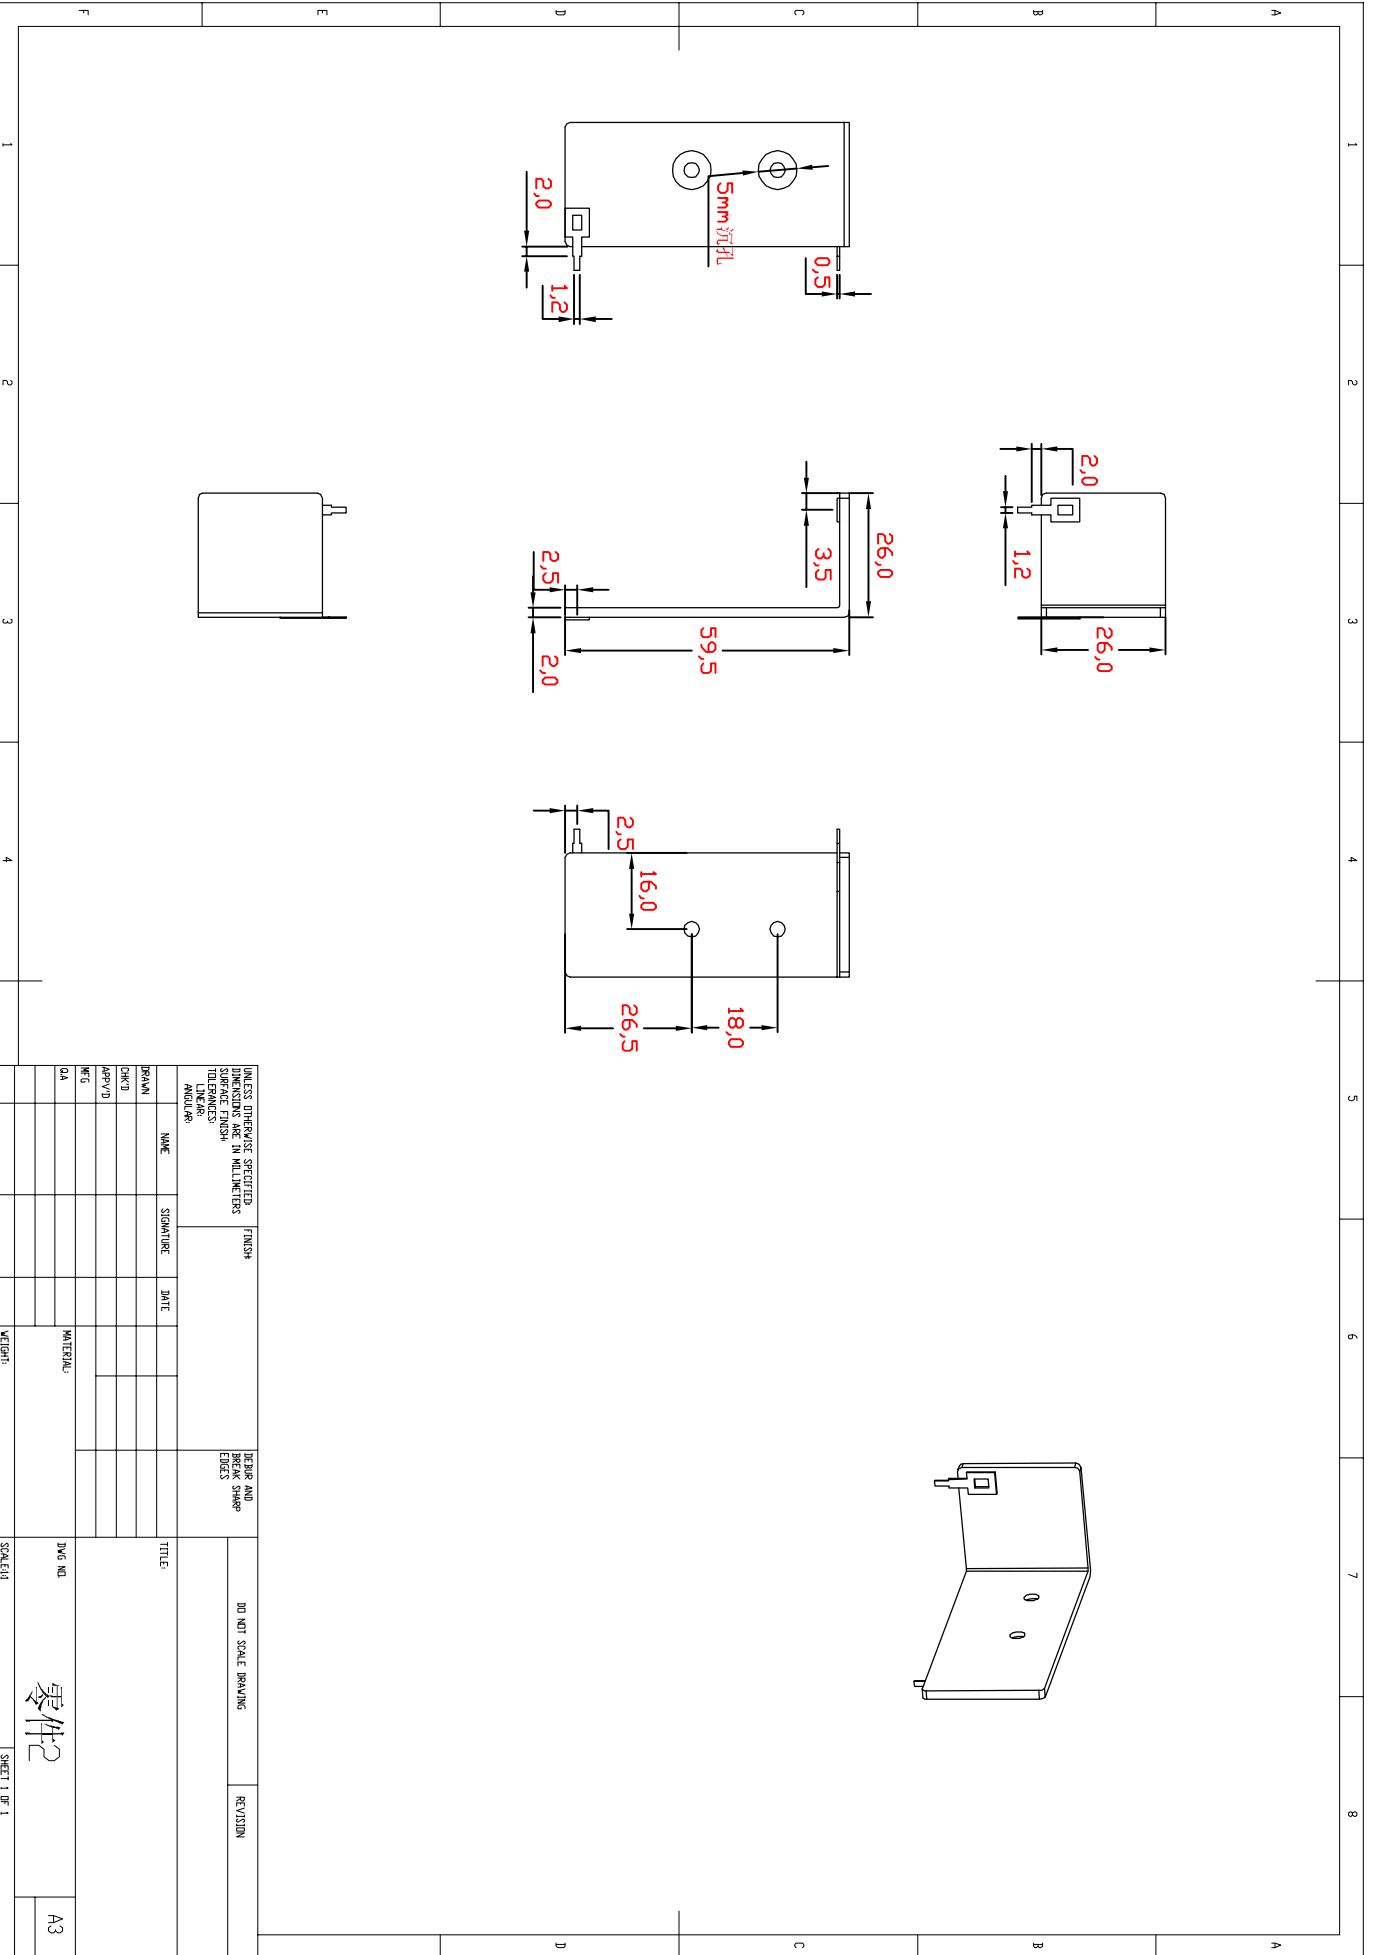 1
2
3
4
5
6
7
8
A
A
B
B
C
C
D
D
E
F
1
2
3
4
5mm沉孔
2,0
1,2
0,5
2,0
1,2
26,0
26,0
3,5
59,5
2,5
2,0
2,5
16,0
18,0
26,5
UNLESS OTHERWISE SPECIFIED:
DIMENSIONS ARE IN MILLIMETERS
SURFACE FINISH:
TOLERANCES:
LINEAR:
ANGULAR:
FINISH:
DEBUR AND
BREAK SHARP
EDGES
DO NOT SCALE DRAWING
REVISION
NAME
SIGNATURE
DATE
TITLE:
DRAWN
CHK'D
APPV'D
MFG
Q.A
MATERIAL:
DWG NO.
零件2
A3
WEIGHT:
SCALE:1:1
SHEET 1 OF 1